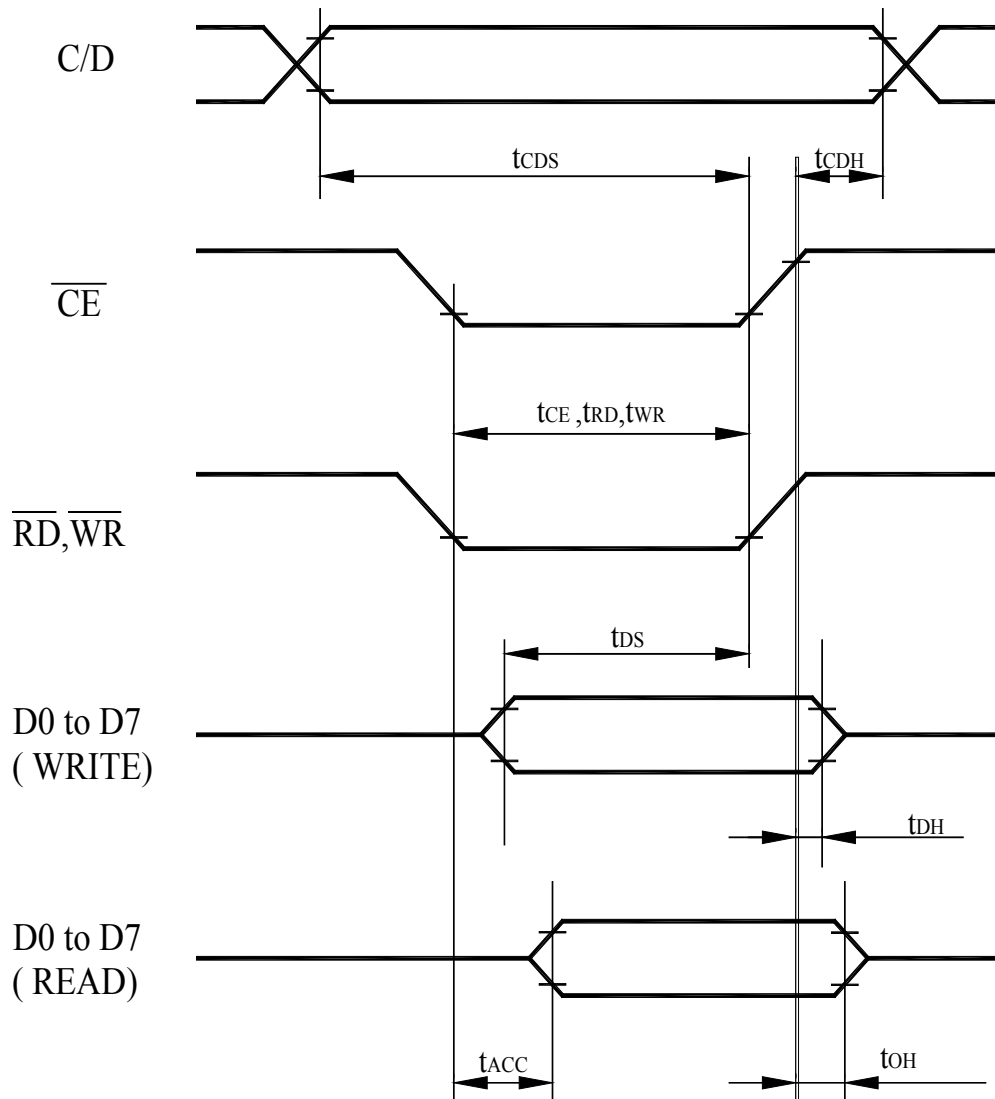 C/D
tCDS
tCDH
CE
tCE ,tRD,tWR
RD,WR
tDS
D0 to D7
( WRITE)
tDH
D0 to D7
( READ)
tACC
tOH